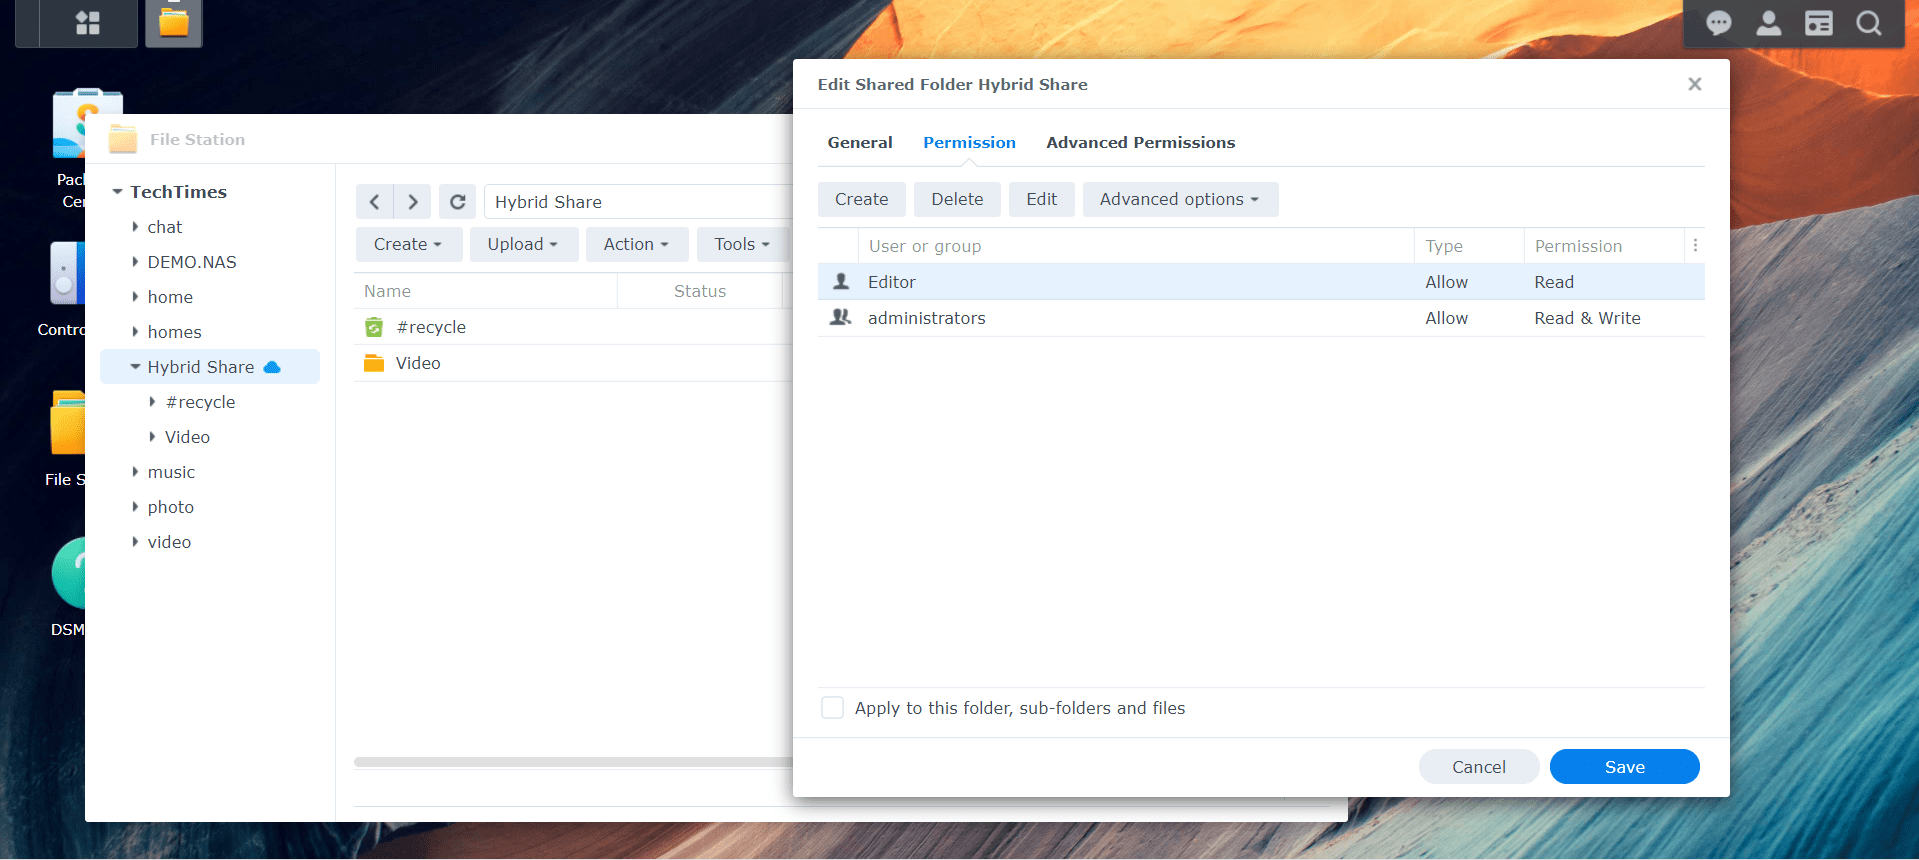 Edit Shared Folder Hybrid Share
General Permission Advanced Permissions
Create Delete Edit Advanced options
User or group Type Permission
Editor Allow Read
administrators Allow Read & Write
Apply to this folder, sub-folders and files
Cancel Save
File Station
TechTimes
chat
DEMO.NAS
home
homes
Hybrid Share
#recycle
Video
music
photo
video
Hybrid Share
Create Upload Action Tools
Name Status
#recycle
Video
Pac
Ce
Contro
File S
DSM